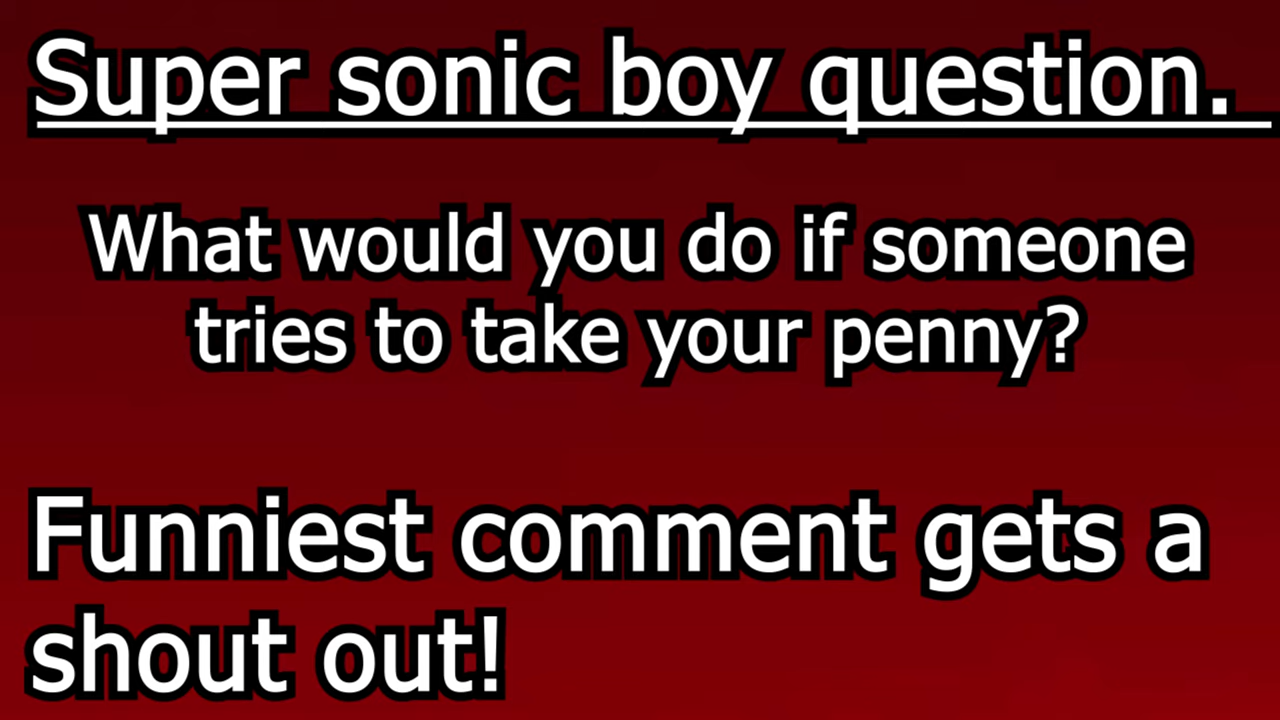 Super sonic boy question.
What would you do if someone
tries to take your penny?
Funniest comment gets a
shout out!